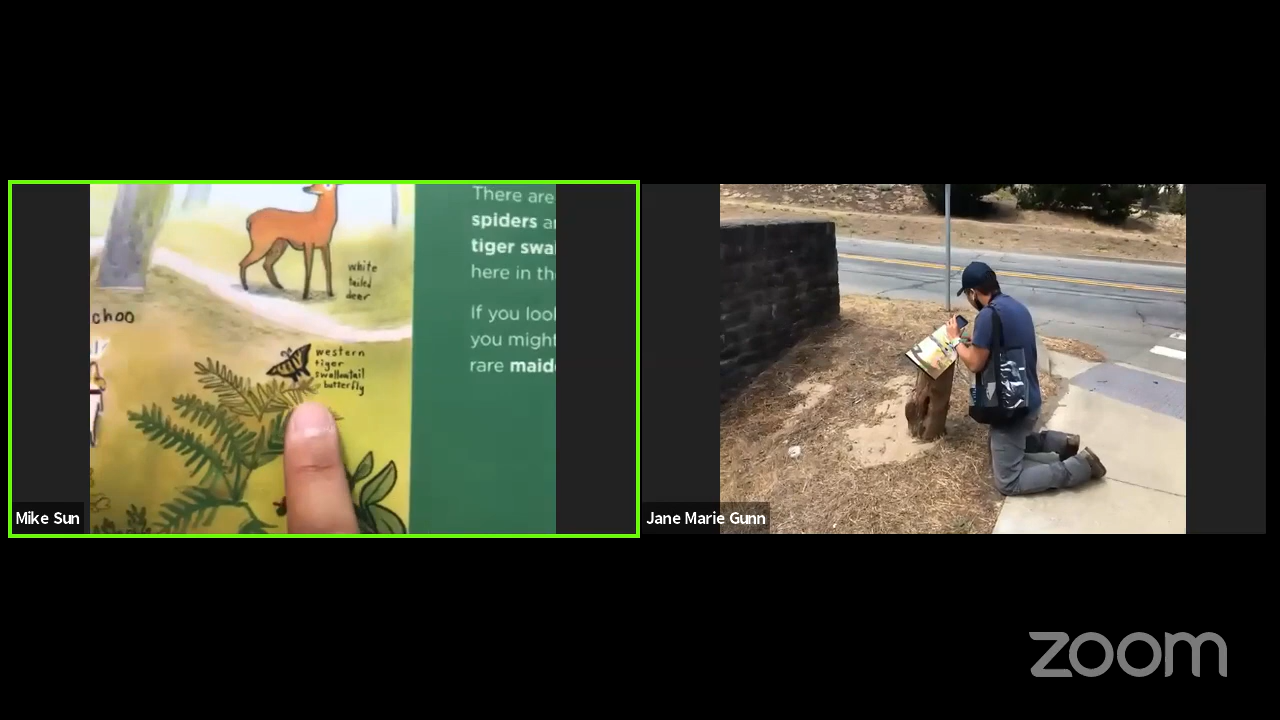 There are
spiders
tiger swa
here in th
If you lool
you might
rare maid
white
tailed
deer
choo
western
tiger
swallowtail
butterfly
Mike Sun
Jane Marie Gunn
zoom